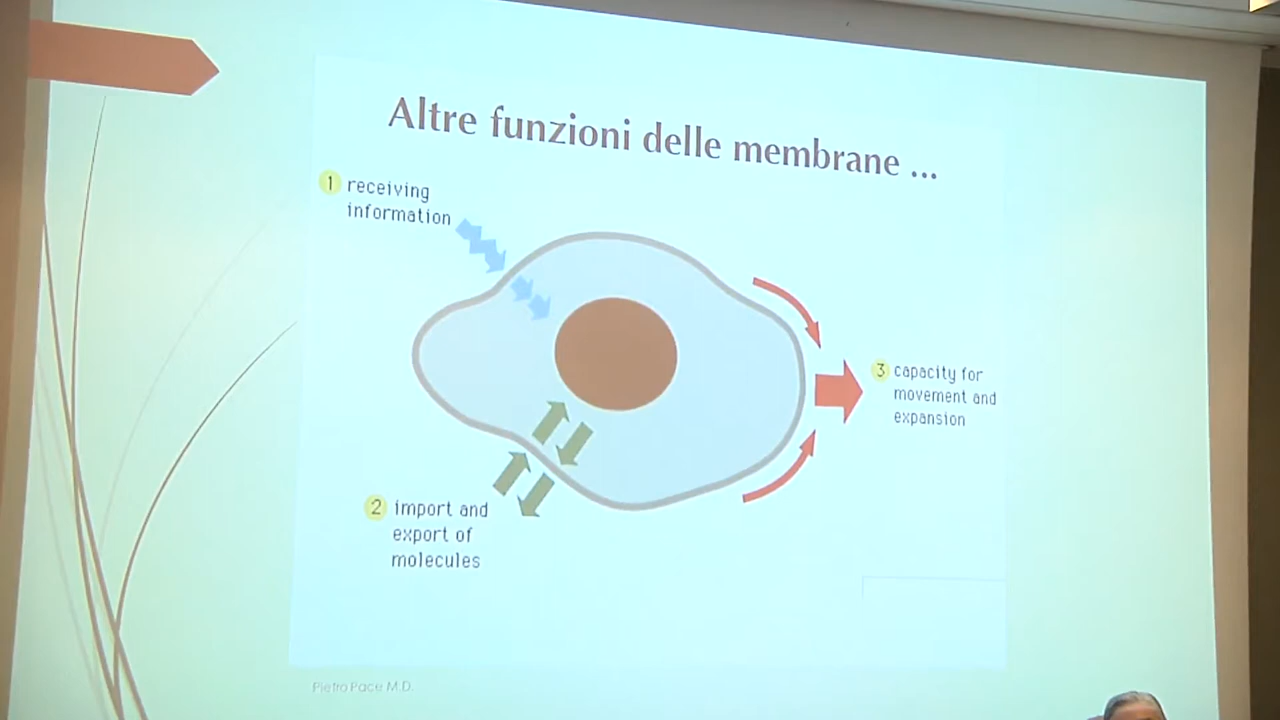 Altre funzioni delle membrane ...
1 receiving
information
3 capacity for
movement and
expansion
2 import and
export of
molecules
Pietro Pace M.D.